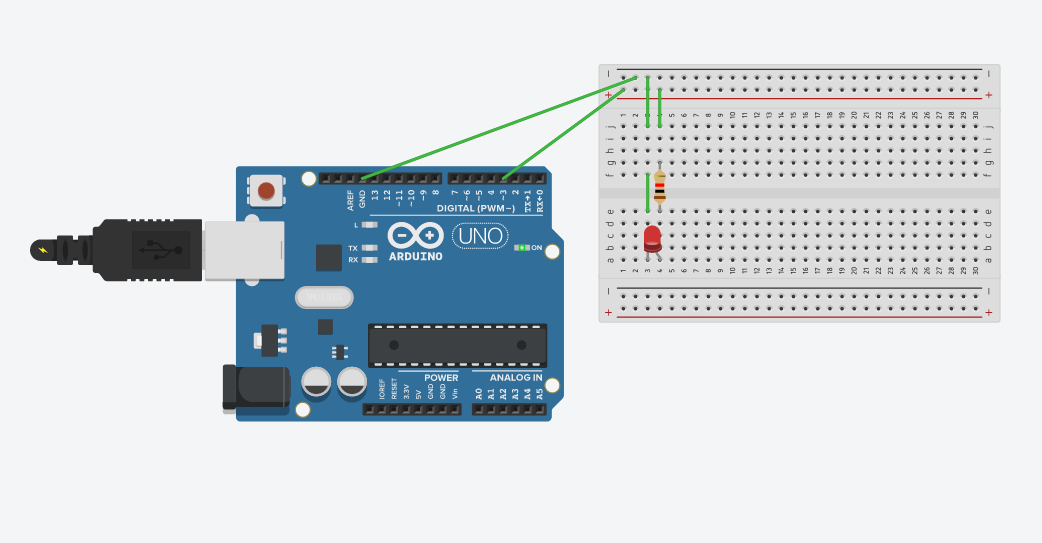 − −
+ +
1 2 3 4 5 6 7 8 9 10 11 12 13 14 15 16 17 18 19 20 21 22 23 24 25 26 27 28 29 30
j j
i i
h h
g g
f f
e e
d d
c c
b b
a a
1 2 3 4 5 6 7 8 9 10 11 12 13 14 15 16 17 18 19 20 21 22 23 24 25 26 27 28 29 30
− −
+ +
AREF GND 13 12 ~11 ~10 ~9 8 7 ~6 ~5 4 ~3 2 TX→1 RX←0
DIGITAL (PWM~)
L
TX
RX
UNO
ON
ARDUINO
POWER ANALOG IN
IOREF RESET 3.3V 5V GND GND Vin A0 A1 A2 A3 A4 A5